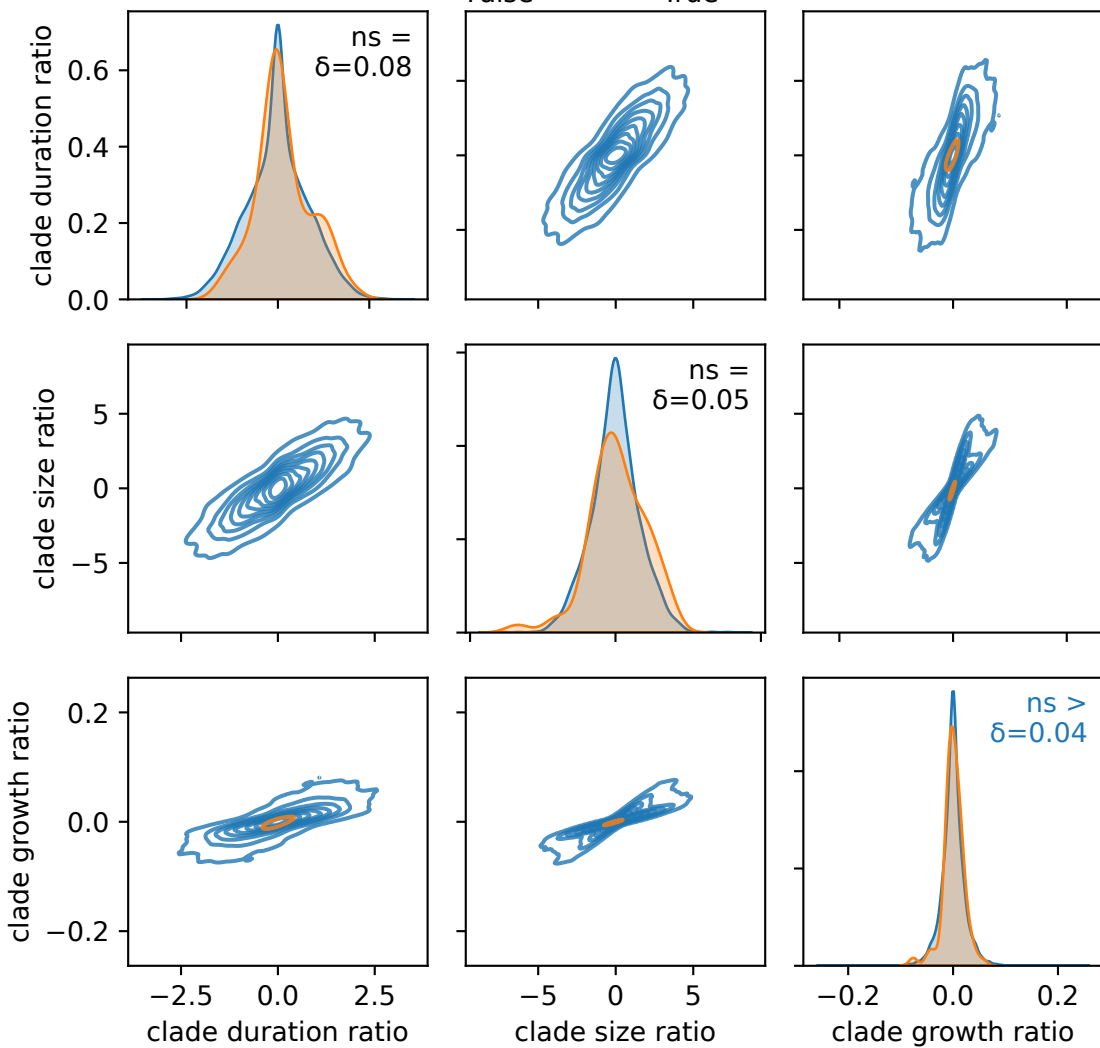 clade duration ratio
0.6
0.4
0.2
0.0
ns =
δ=0.08
clade size ratio
5
0
−5
ns =
δ=0.05
clade growth ratio
0.2
0.0
−0.2
ns >
δ=0.04
−2.5 0.0 2.5
clade duration ratio
−5 0 5
clade size ratio
−0.2 0.0 0.2
clade growth ratio